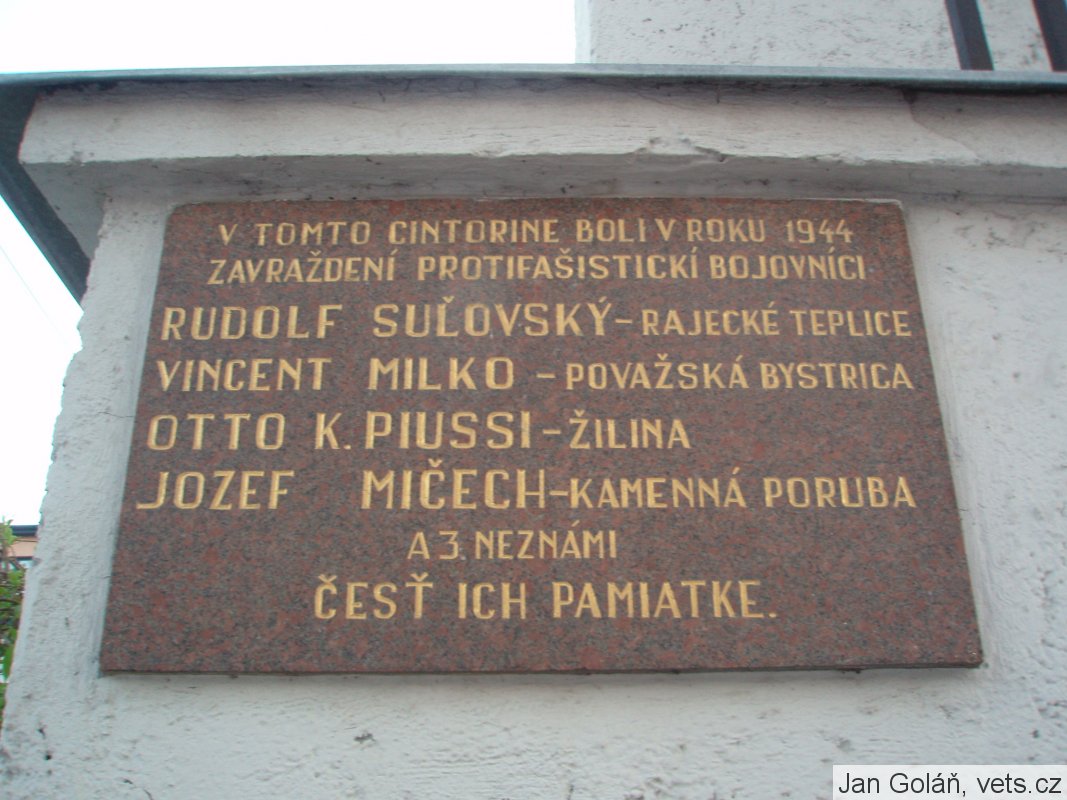 V TOMTO CINTORINE BOLI V ROKU 1944
ZAVRAŽDENÍ PROTIFAŠISTICKÍ BOJOVNÍCI
RUDOLF SUĽOVSKÝ – RAJECKÉ TEPLICE
VINCENT MILKO – POVAŽSKÁ BYSTRICA
OTTO K. PIUSSI – ŽILINA
JOZEF MIČECH – KAMENNÁ PORUBA
A 3. NEZNÁMI
ČESŤ ICH PAMIATKE.
Jan Goláň, vets.cz